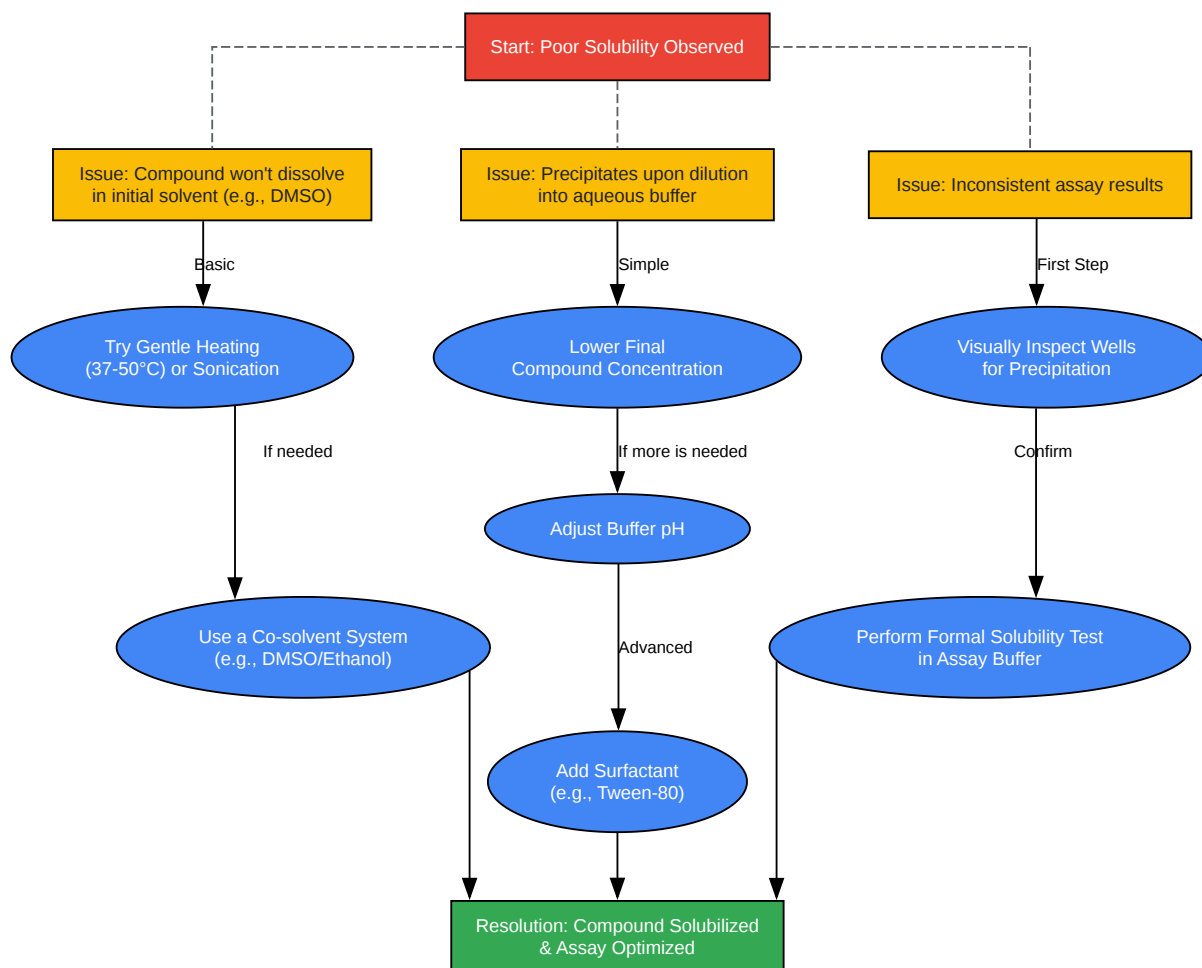 Start: Poor Solubility Observed
Issue: Compound won't dissolve
in initial solvent (e.g., DMSO)
Issue: Precipitates upon dilution
into aqueous buffer
Issue: Inconsistent assay results
Basic
Simple
First Step
Try Gentle Heating
(37-50°C) or Sonication
Lower Final
Compound Concentration
Visually Inspect Wells
for Precipitation
If needed
If more is needed
Confirm
Adjust Buffer pH
Use a Co-solvent System
(e.g., DMSO/Ethanol)
Advanced
Perform Formal Solubility Test
in Assay Buffer
Add Surfactant
(e.g., Tween-80)
Resolution: Compound Solubilized
& Assay Optimized